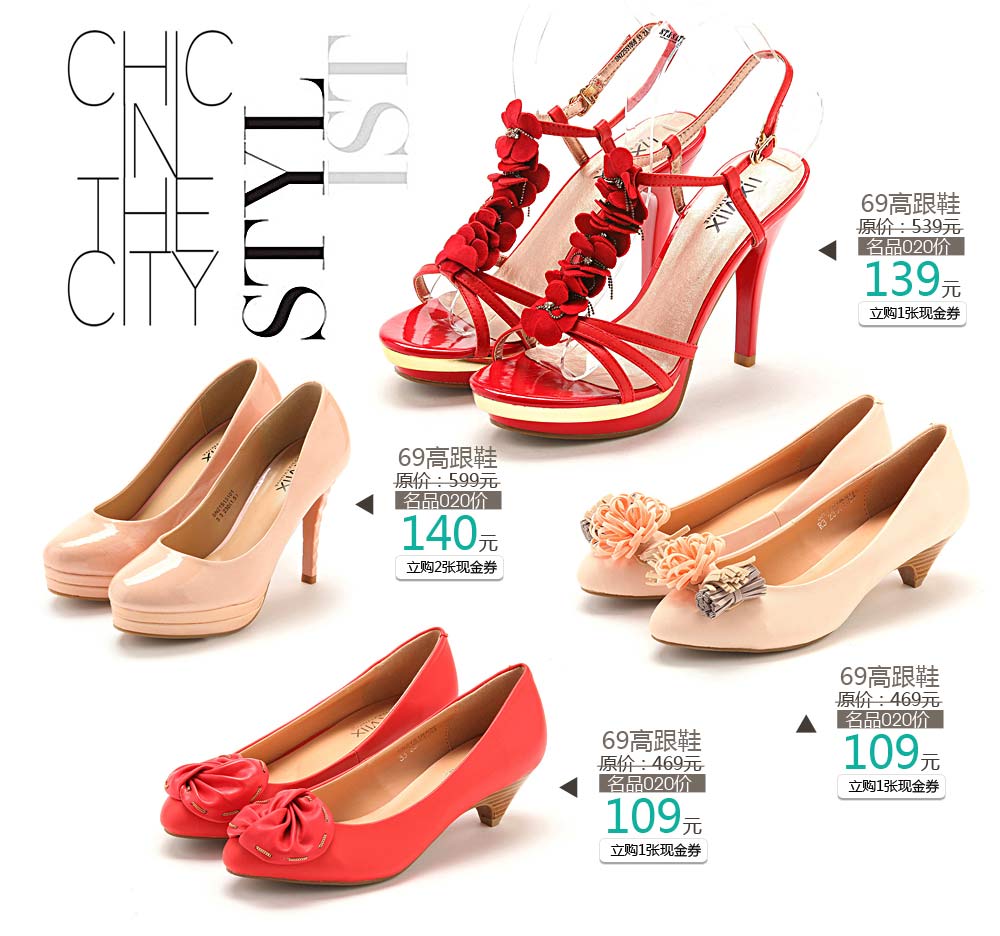 CHIC
IN
THE
CITY
STYL
IST
69高跟鞋
原价：539元
名品020价
139元
立购1张现金券
69高跟鞋
原价：599元
名品020价
140元
立购2张现金券
69高跟鞋
原价：469元
名品020价
109元
立购1张现金券
69高跟鞋
原价：469元
名品020价
109元
立购1张现金券